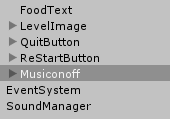 FoodText
LevelImage
QuitButton
ReStartButton
Musiconoff
EventSystem
SoundManager